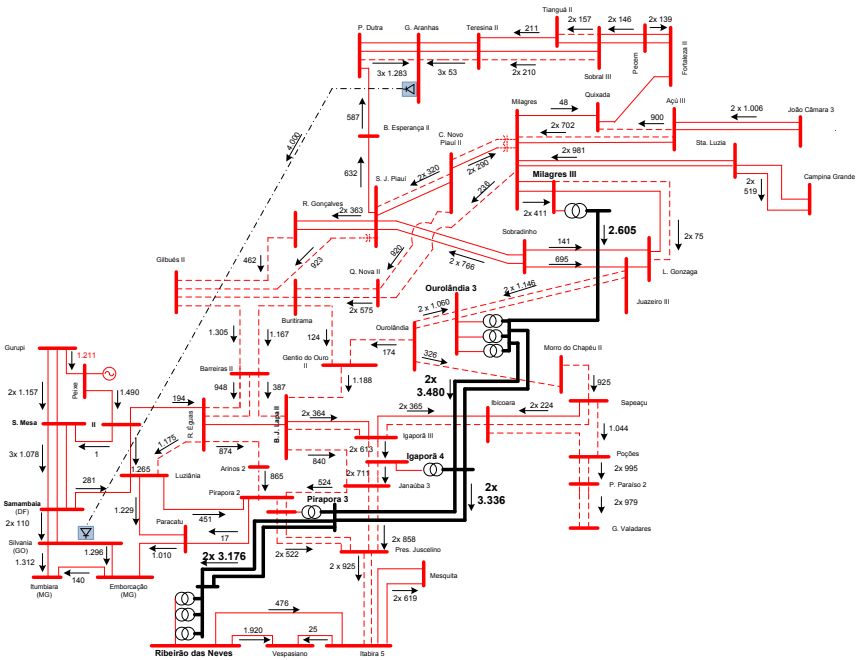 Tianguá II
P. Dutra
G. Aranhas
Teresina II
211
2x 157
2x 146
2x 139
3x 1.283
3x 53
2x 210
Sobral III
Pecem
Fortaleza II
Quixada
Milagres
48
Açú III
2 x 1.006
João Câmara 3
900
587
B. Esperança II
C. Novo
Piauí II
2x 702
Sta. Luzia
4.000
632
2x 320
2x 290
2x 981
Milagres III
2x
519
Campina Grande
S. J. Piauí
236
R. Gonçalves
2x 363
2x 411
2.605
2x 75
Sobradinho
141
Gilbués II
462
923
920
2 x 766
695
L. Gonzaga
Q. Nova II
2x 575
Ourolândia 3
2 x 1.146
Juazeiro III
Buritirama
2x 1.060
Ourolândia
1.305
1.167
124
174
Morro do Chapéu II
Gurupi
1.211
Gentio do Ouro
II
326
Barreiras II
Peixe
2x 1.157
1.490
194
948
387
1.188
2x
3.480
925
S. Mesa
II
R. Éguas
B. J. Lapa II
2x 364
2x 365
Ibicoara
2x 224
Sapeaçu
1
1.175
Igaporã III
1.044
3x 1.078
874
840
2x 613
Igaporã 4
Poções
281
1.265
Luziânia
Arinos 2
865
2x 711
2x 995
Pirapora 2
524
Janaúba 3
2x
3.336
P. Paraíso 2
Samambaia
(DF)
1.229
451
Pirapora 3
2x 979
2x 110
Paracatu
17
G. Valadares
Silvania
(GO)
1.296
1.010
2x 3.176
2x 522
2x 858
Pres. Juscelino
1.312
140
2 x 925
Mesquita
Itumbiara
(MG)
Emborcação
(MG)
476
2x 619
1.920
25
Ribeirão das Neves
Vespasiano
Itabira 5